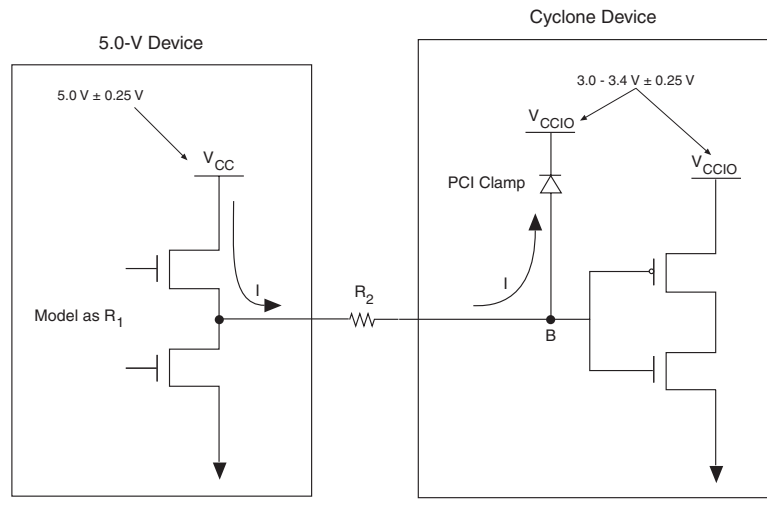 Cyclone Device
5.0-V Device
5.0 V ± 0.25 V
3.0 - 3.4 V ± 0.25 V
VCC
VCCIO
VCCIO
PCI Clamp
I
I
R2
Model as R1
B